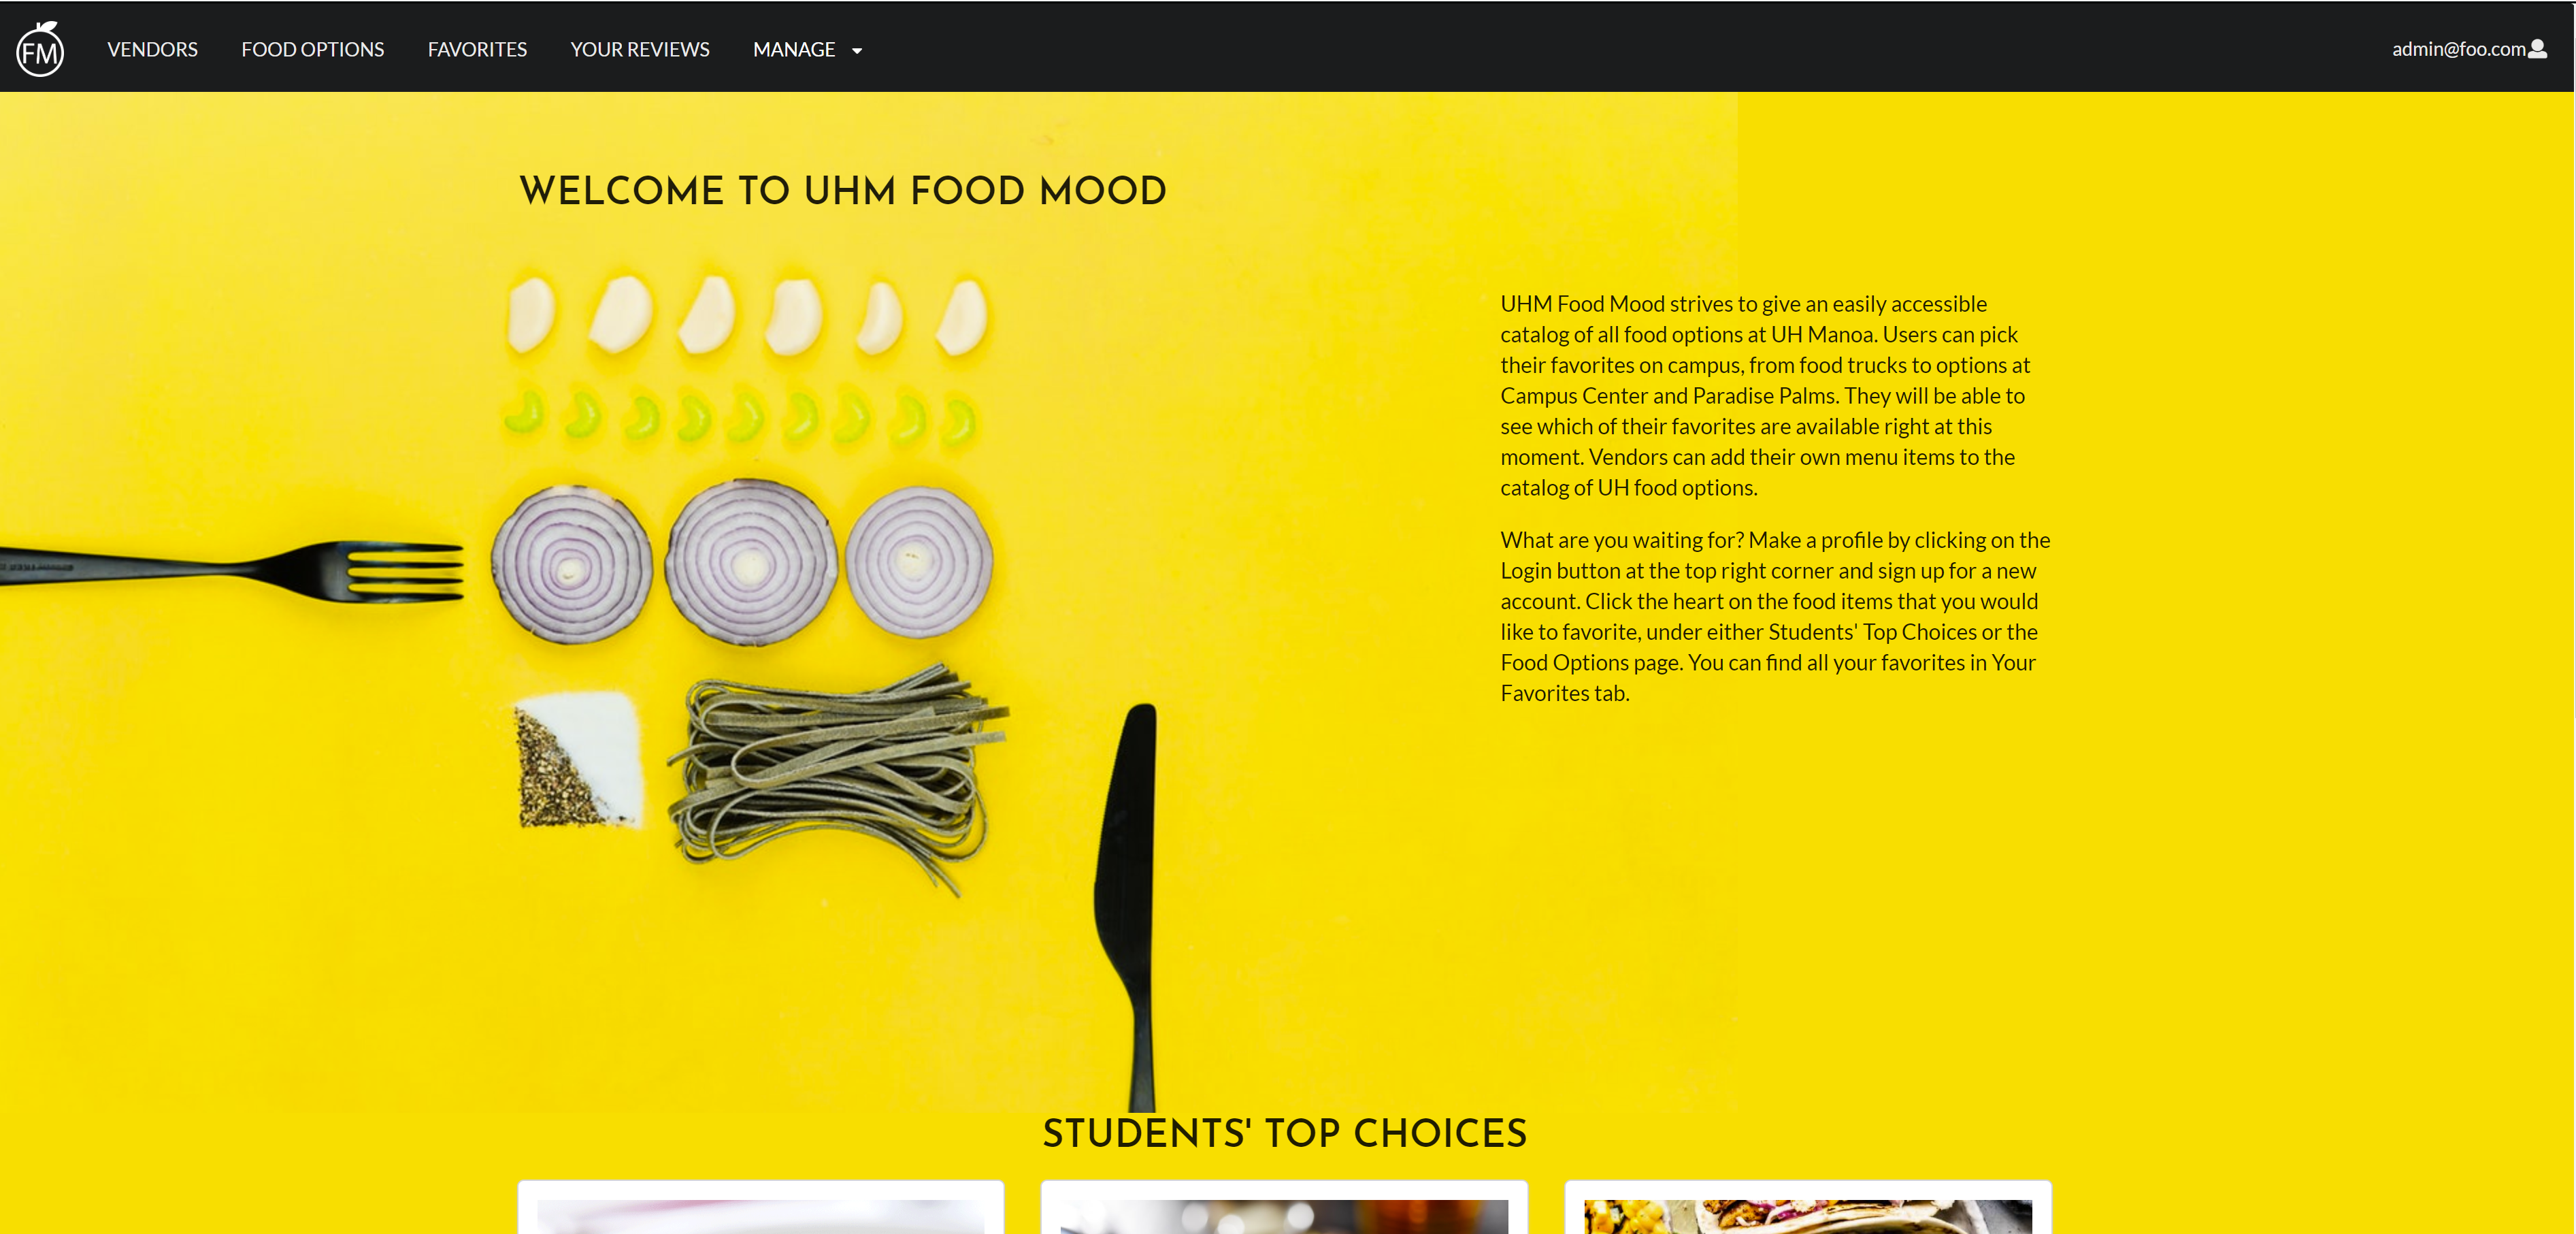 FM
VENDORS FOOD OPTIONS FAVORITES YOUR REVIEWS MANAGE admin@foo.com
WELCOME TO UHM FOOD MOOD
UHM Food Mood strives to give an easily accessible
catalog of all food options at UH Manoa. Users can pick
their favorites on campus, from food trucks to options at
Campus Center and Paradise Palms. They will be able to
see which of their favorites are available right at this
moment. Vendors can add their own menu items to the
catalog of UH food options.
What are you waiting for? Make a profile by clicking on the
Login button at the top right corner and sign up for a new
account. Click the heart on the food items that you would
like to favorite, under either Students' Top Choices or the
Food Options page. You can find all your favorites in Your
Favorites tab.
STUDENTS' TOP CHOICES